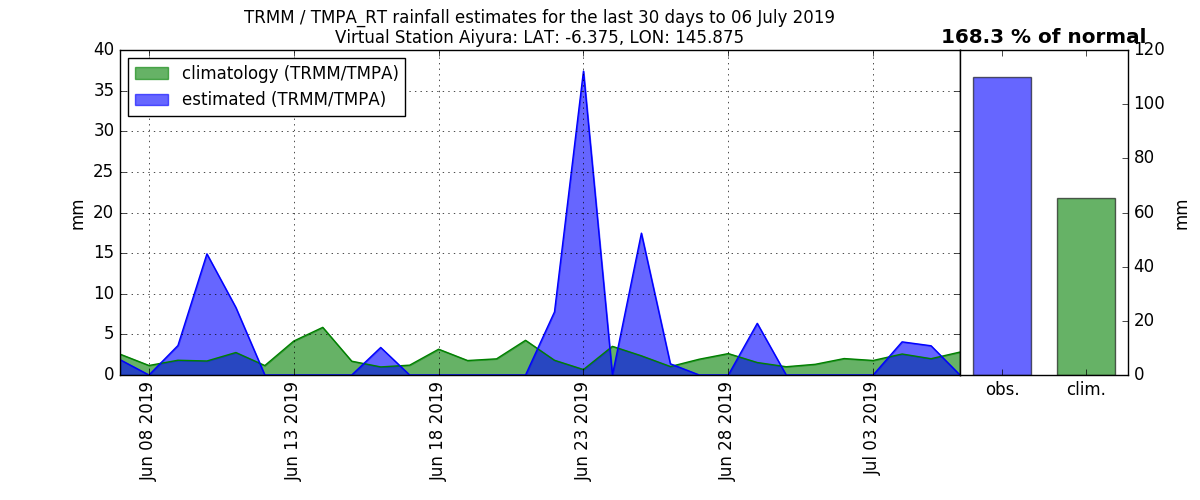 TRMM / TMPA_RT rainfall estimates for the last 30 days to 06 July 2019
Virtual Station Aiyura: LAT: -6.375, LON: 145.875
168.3 % of normal
climatology (TRMM/TMPA)
estimated (TRMM/TMPA)
mm
40
35
30
25
20
15
10
5
0
Jun 08 2019
Jun 13 2019
Jun 18 2019
Jun 23 2019
Jun 28 2019
Jul 03 2019
120
100
80
60
40
20
0
mm
obs.
clim.